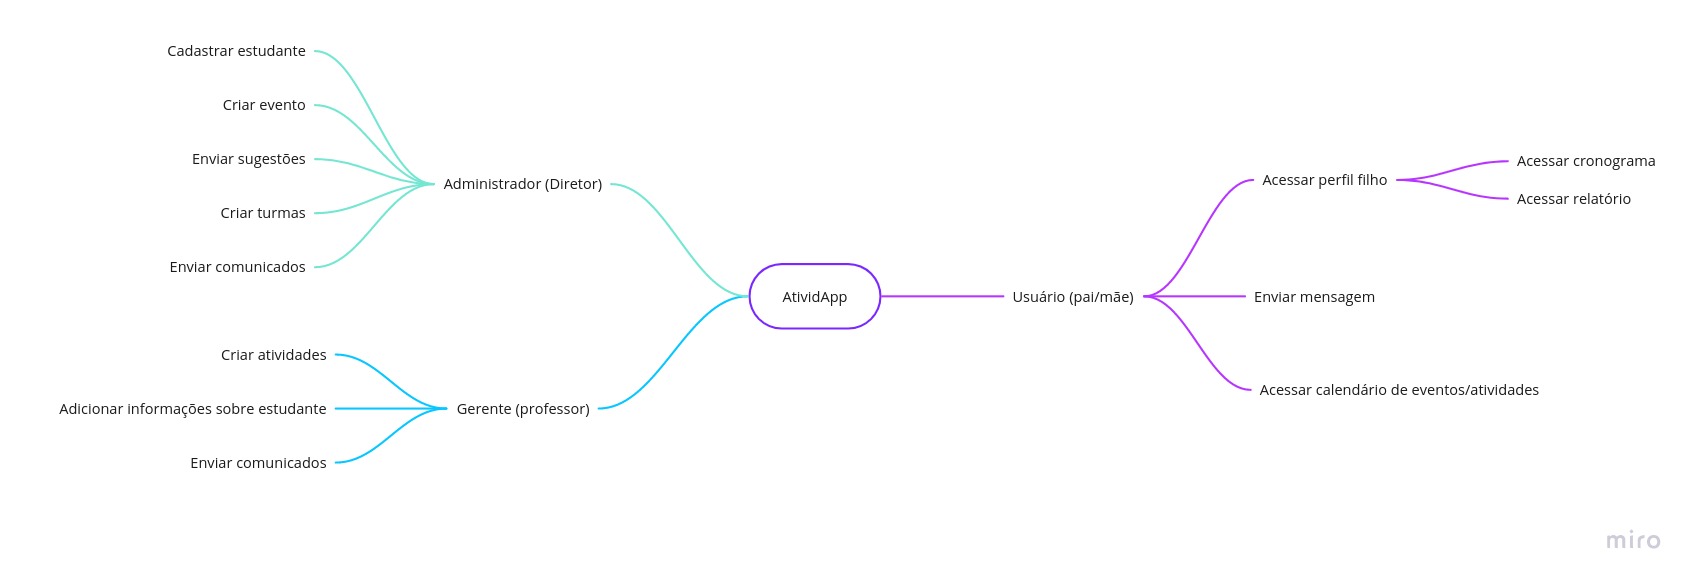 Cadastrar estudante
Criar evento
Enviar sugestões
Criar turmas
Enviar comunicados
Administrador (Diretor)
Criar atividades
Adicionar informações sobre estudante
Enviar comunicados
Gerente (professor)
AtividApp
Usuário (pai/mãe)
Acessar perfil filho
Acessar cronograma
Acessar relatório
Enviar mensagem
Acessar calendário de eventos/atividades
miro